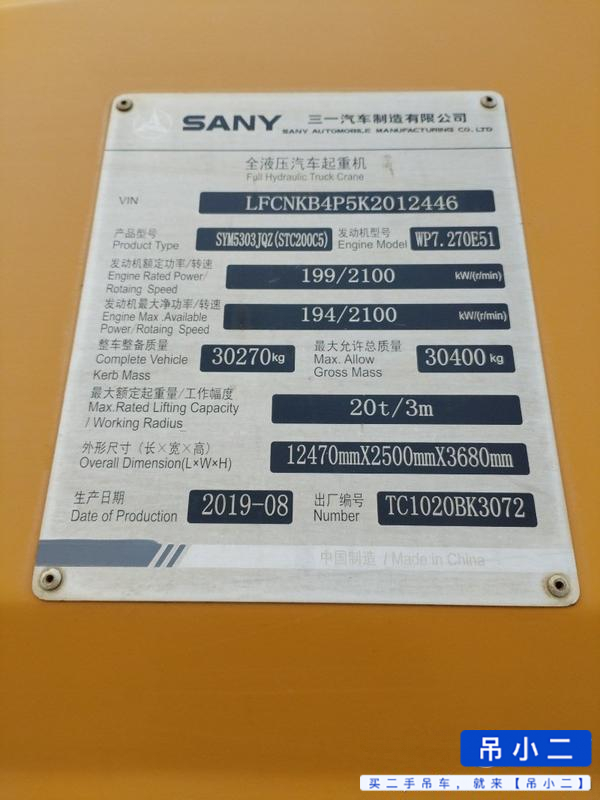 SANY 三一汽车制造有限公司
SANY AUTOMOBILE MANUFACTURING CO.,LTD
全液压汽车起重机
Full Hydraulic Truck Crane
VIN LFCNKB4P5K2012446
产品型号 发动机型号
Product Type SYM5303JQZ(STC200C5) Engine Model WP7.270E51
发动机额定功率/转速
Engine Rated Power/ 199/2100 kW/(r/min)
Rotaing Speed
发动机最大净功率/转速
Engine Max .Available 194/2100 kW/(r/min)
Power/Rotaing Speed
整车整备质量 最大允许总质量
Complete Vehicle 30270kg Max. Allow 30400 kg
Kerb Mass Gross Mass
最大额定起重量/工作幅度
Max.Rated Lifting Capacity 20t/3m
/ Working Radius
外形尺寸（长×宽×高）
Overall Dimension(L×W×H) 12470mmX2500mmX3680mm
生产日期 出厂编号
Date of Production 2019-08 Number TC1020BK3072
中国制造 / Made in China
吊小二
买二手吊车，就来【吊小二】